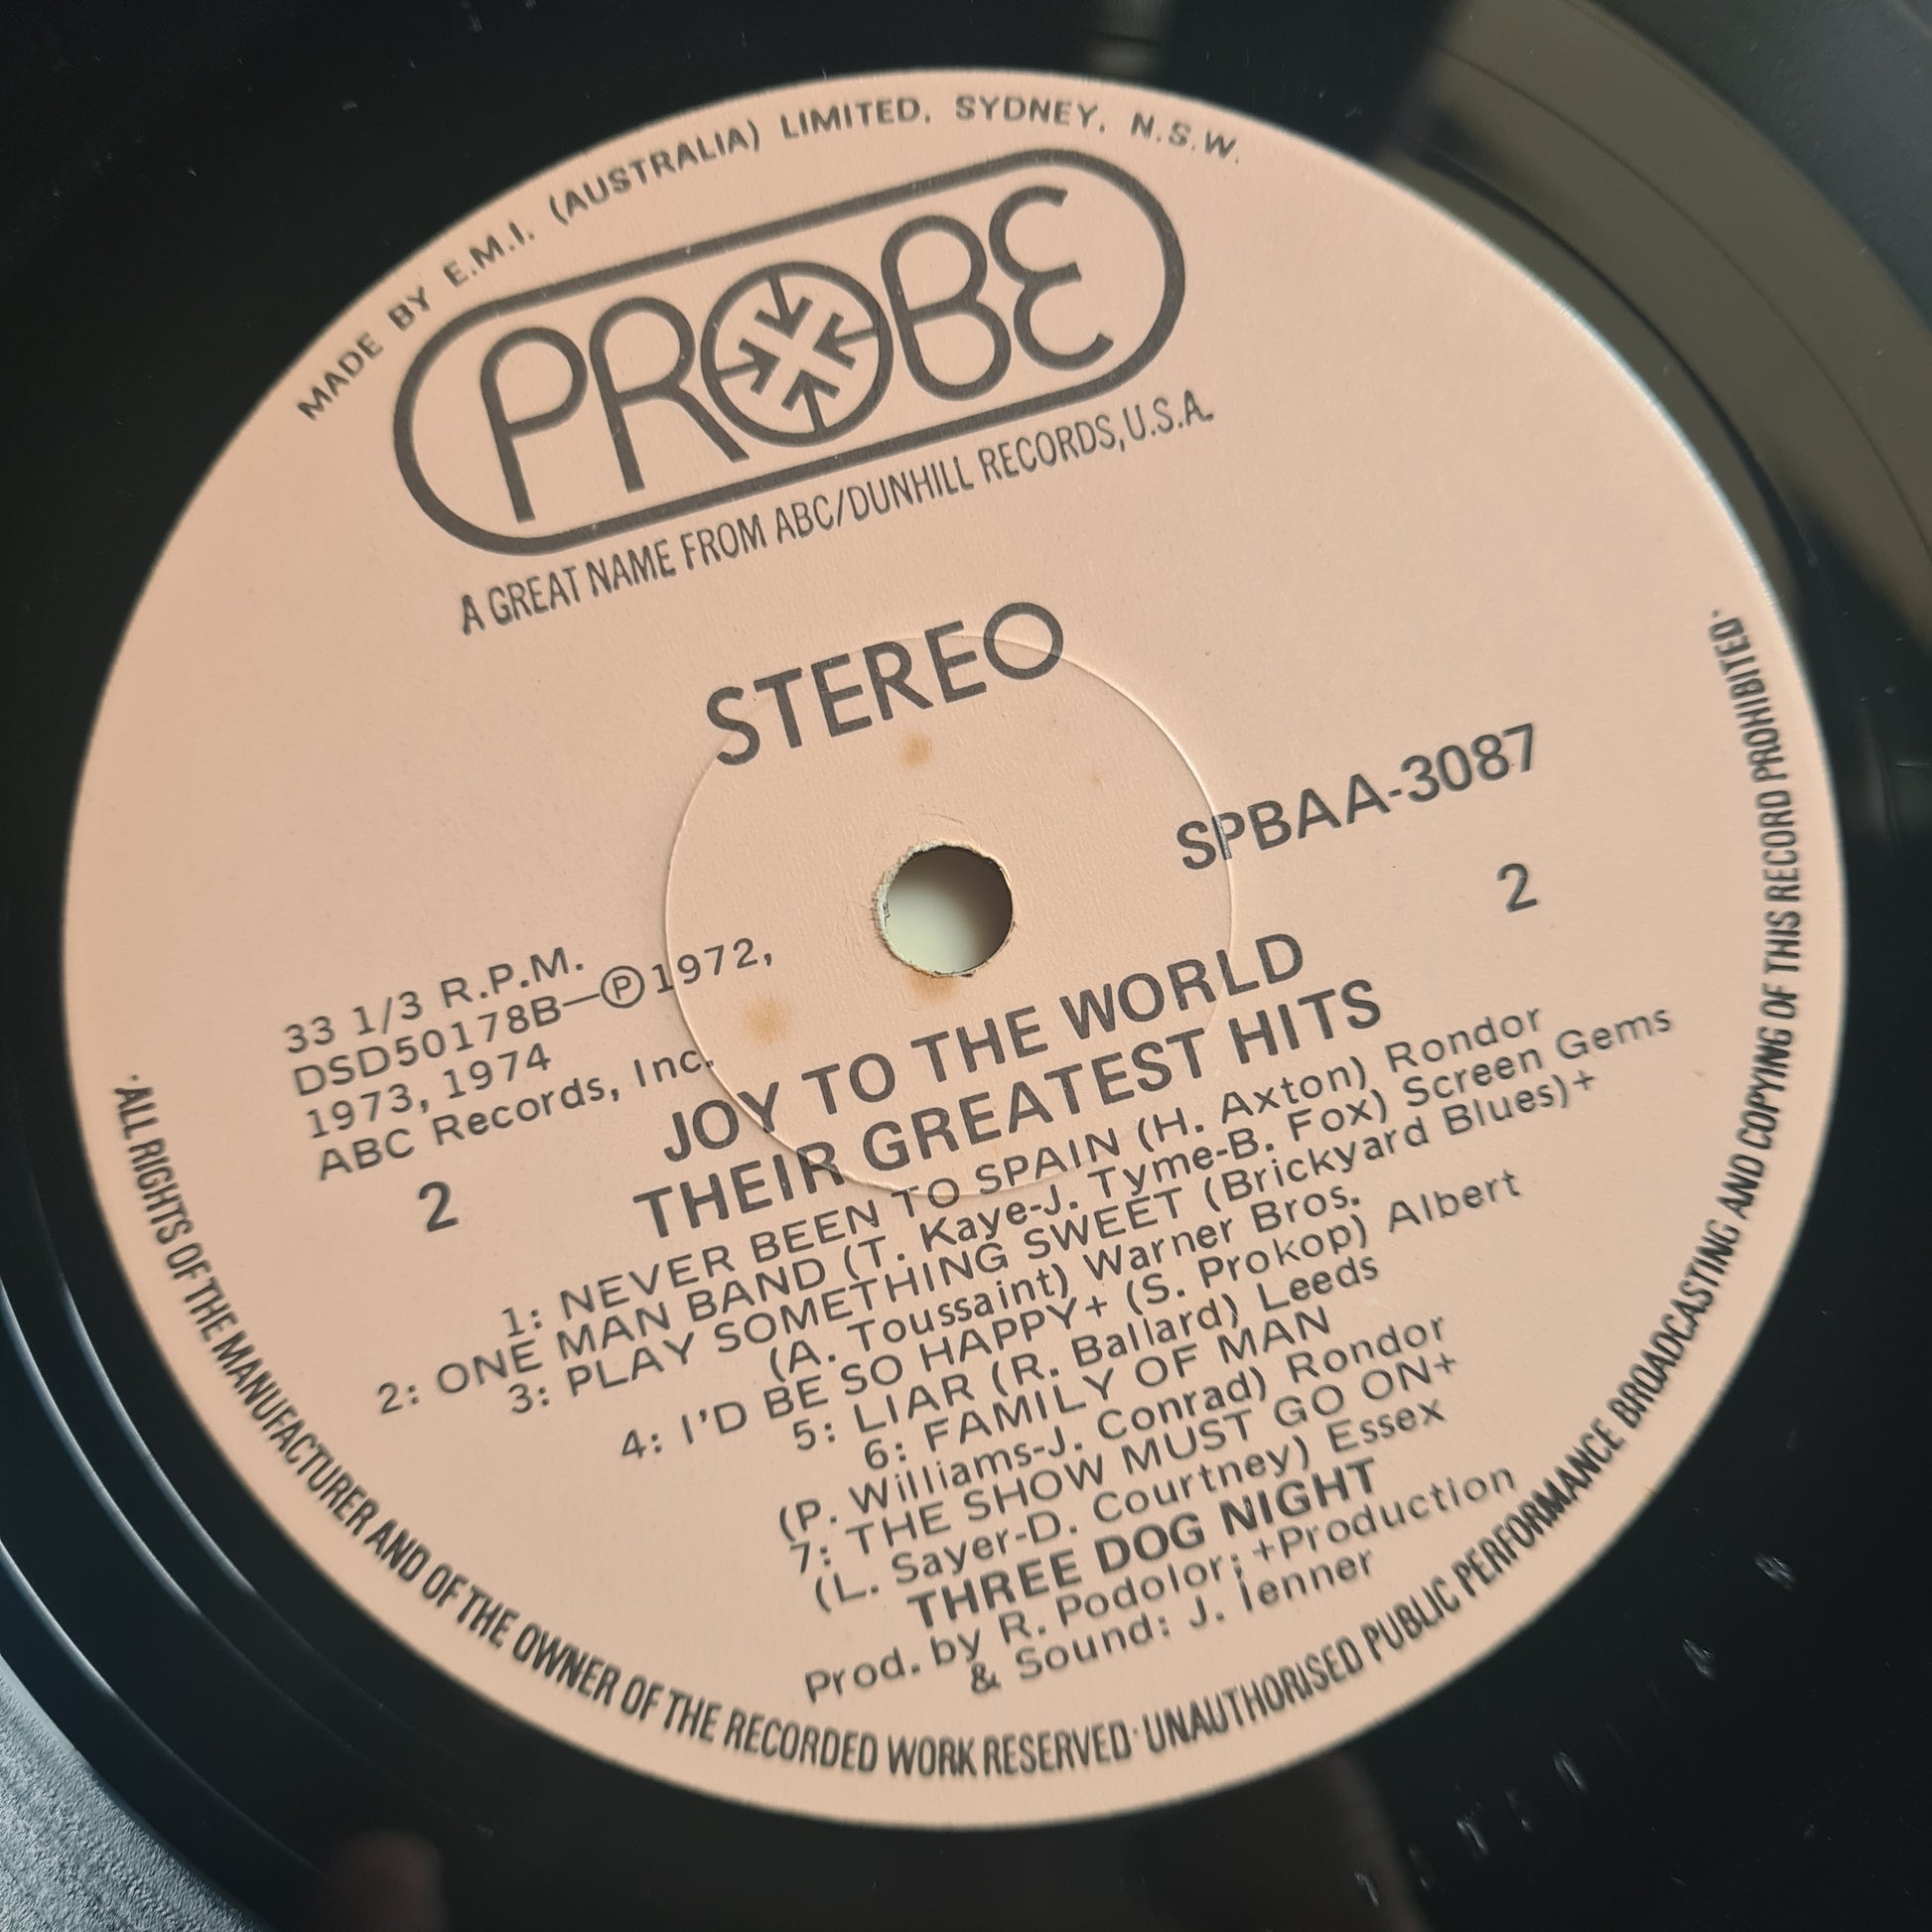 MADE BY E.M.I. (AUSTRALIA) LIMITED. SYDNEY. N.S.W.
PROBE
A GREAT NAME FROM ABC/DUNHILL RECORDS, U.S.A.
STEREO
SPBAA-3087
2
33 1/3 R.P.M.
DSD50178B—Ⓟ1972,
1973, 1974
ABC Records, Inc.
2
JOY TO THE WORLD
THEIR GREATEST HITS
1: NEVER BEEN TO SPAIN (H. Axton) Rondor
2: ONE MAN BAND (T. Kaye-J. Tyme-B. Fox) Screen Gems
3: PLAY SOMETHING SWEET (Brickyard Blues)+
(A. Toussaint) Warner Bros.
4: I'D BE SO HAPPY+ (S. Prokop) Albert
5: LIAR (R. Ballard) Leeds
6: FAMILY OF MAN
(P. Williams-J. Conrad) Rondor
7: THE SHOW MUST GO ON+
(L. Sayer-D. Courtney) Essex
THREE DOG NIGHT
Prod. by R. Podolor; +Production
& Sound: J. Ienner
·ALL RIGHTS OF THE MANUFACTURER AND OF THE OWNER OF THE RECORDED WORK RESERVED· UNAUTHORISED PUBLIC PERFORMANCE BROADCASTING AND COPYING OF THIS RECORD PROHIBITED·